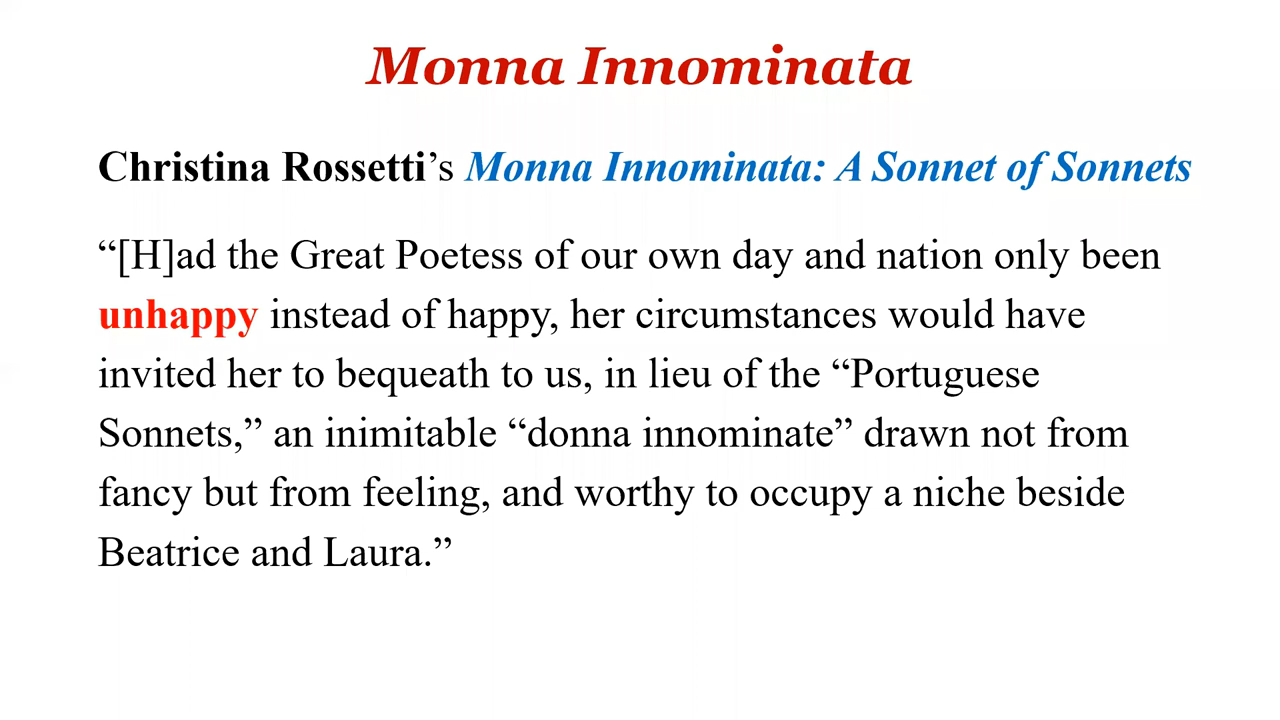 Monna Innominata
Christina Rossetti’s Monna Innominata: A Sonnet of Sonnets
“[H]ad the Great Poetess of our own day and nation only been
unhappy instead of happy, her circumstances would have
invited her to bequeath to us, in lieu of the “Portuguese
Sonnets,” an inimitable “donna innominate” drawn not from
fancy but from feeling, and worthy to occupy a niche beside
Beatrice and Laura.”